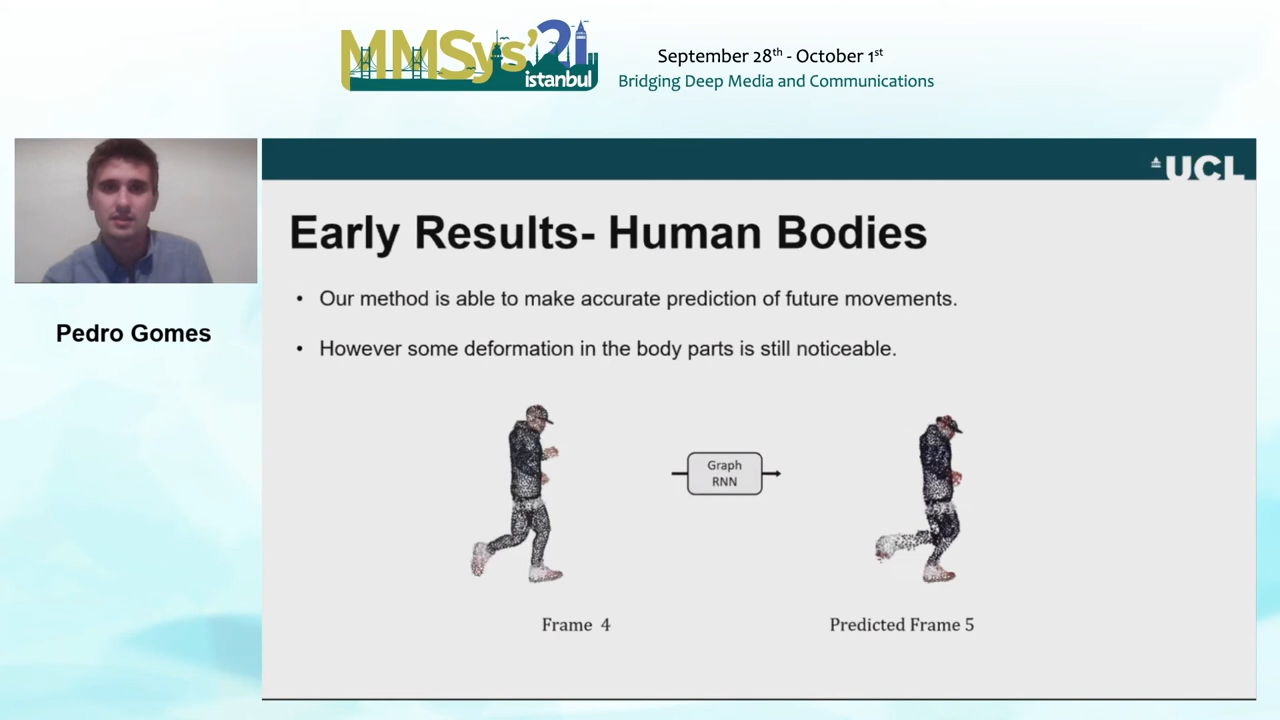 MMSys'21
istanbul
September 28th - October 1st
Bridging Deep Media and Communications
UCL
Pedro Gomes
Early Results- Human Bodies
• Our method is able to make accurate prediction of future movements.
• However some deformation in the body parts is still noticeable.
Graph
RNN
Frame 4
Predicted Frame 5